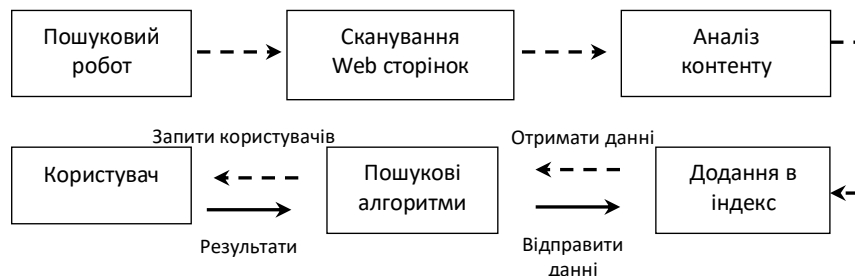 Пошуковий
робот
Сканування
Web сторінок
Аналіз
контенту
Запити користувачів
Отримати данні
Користувач
Пошукові
алгоритми
Додання в
індекс
Результати
Відправити
данні